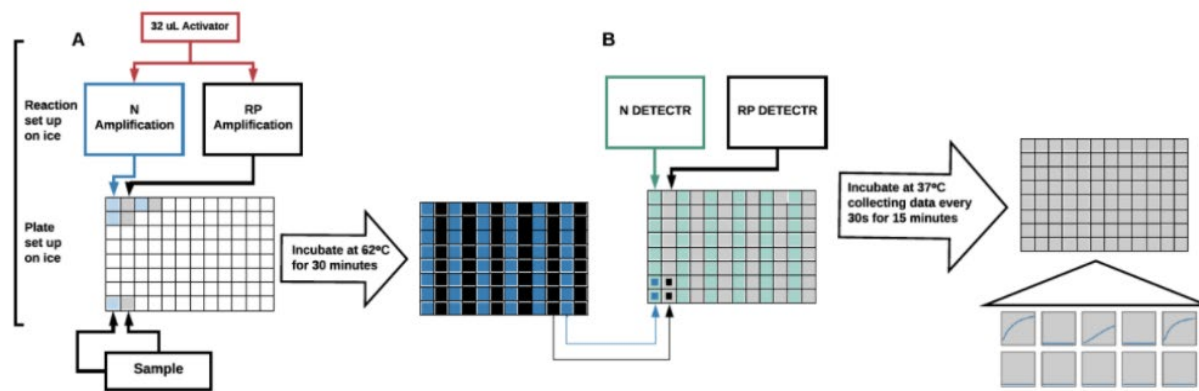 32 uL Activator
A
B
Reaction
set up
on ice
N
Amplification
RP
Amplification
N DETECTR
RP DETECTR
Plate
set up
on ice
Incubate at 62ºC
for 30 minutes
Incubate at 37ºC
collecting data every
30s for 15 minutes
Sample